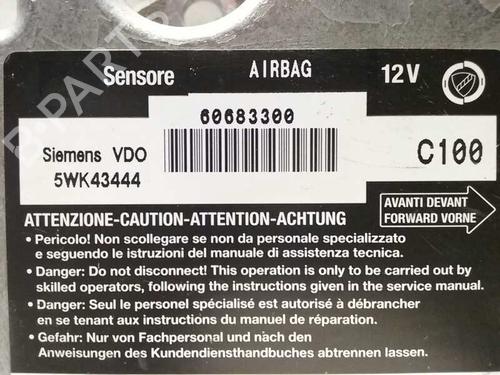 Sensore AIRBAG 12V
60683300
Siemens VDO
5WK43444
C100
AVANTI DEVANT
FORWARD VORNE
ATTENZIONE-CAUTION-ATTENTION-ACHTUNG
• Pericolo! Non scollegare se non da personale specializzato
e seguendo le istruzioni del manuale di assistenza tecnica.
• Danger: Do not disconnect! This operation is only to be carried out by
skilled operators, following the instructions given in the service manual.
• Danger: Seul le personel spécialisé est autorisé à débrancher
en se tenant aux instructions du manuel de réparation.
• Gefahr: Nur von Fachpersonal und nach den
Anweisungen des Kundendiensthandbuches abtrennen lassen.
B-PARTS